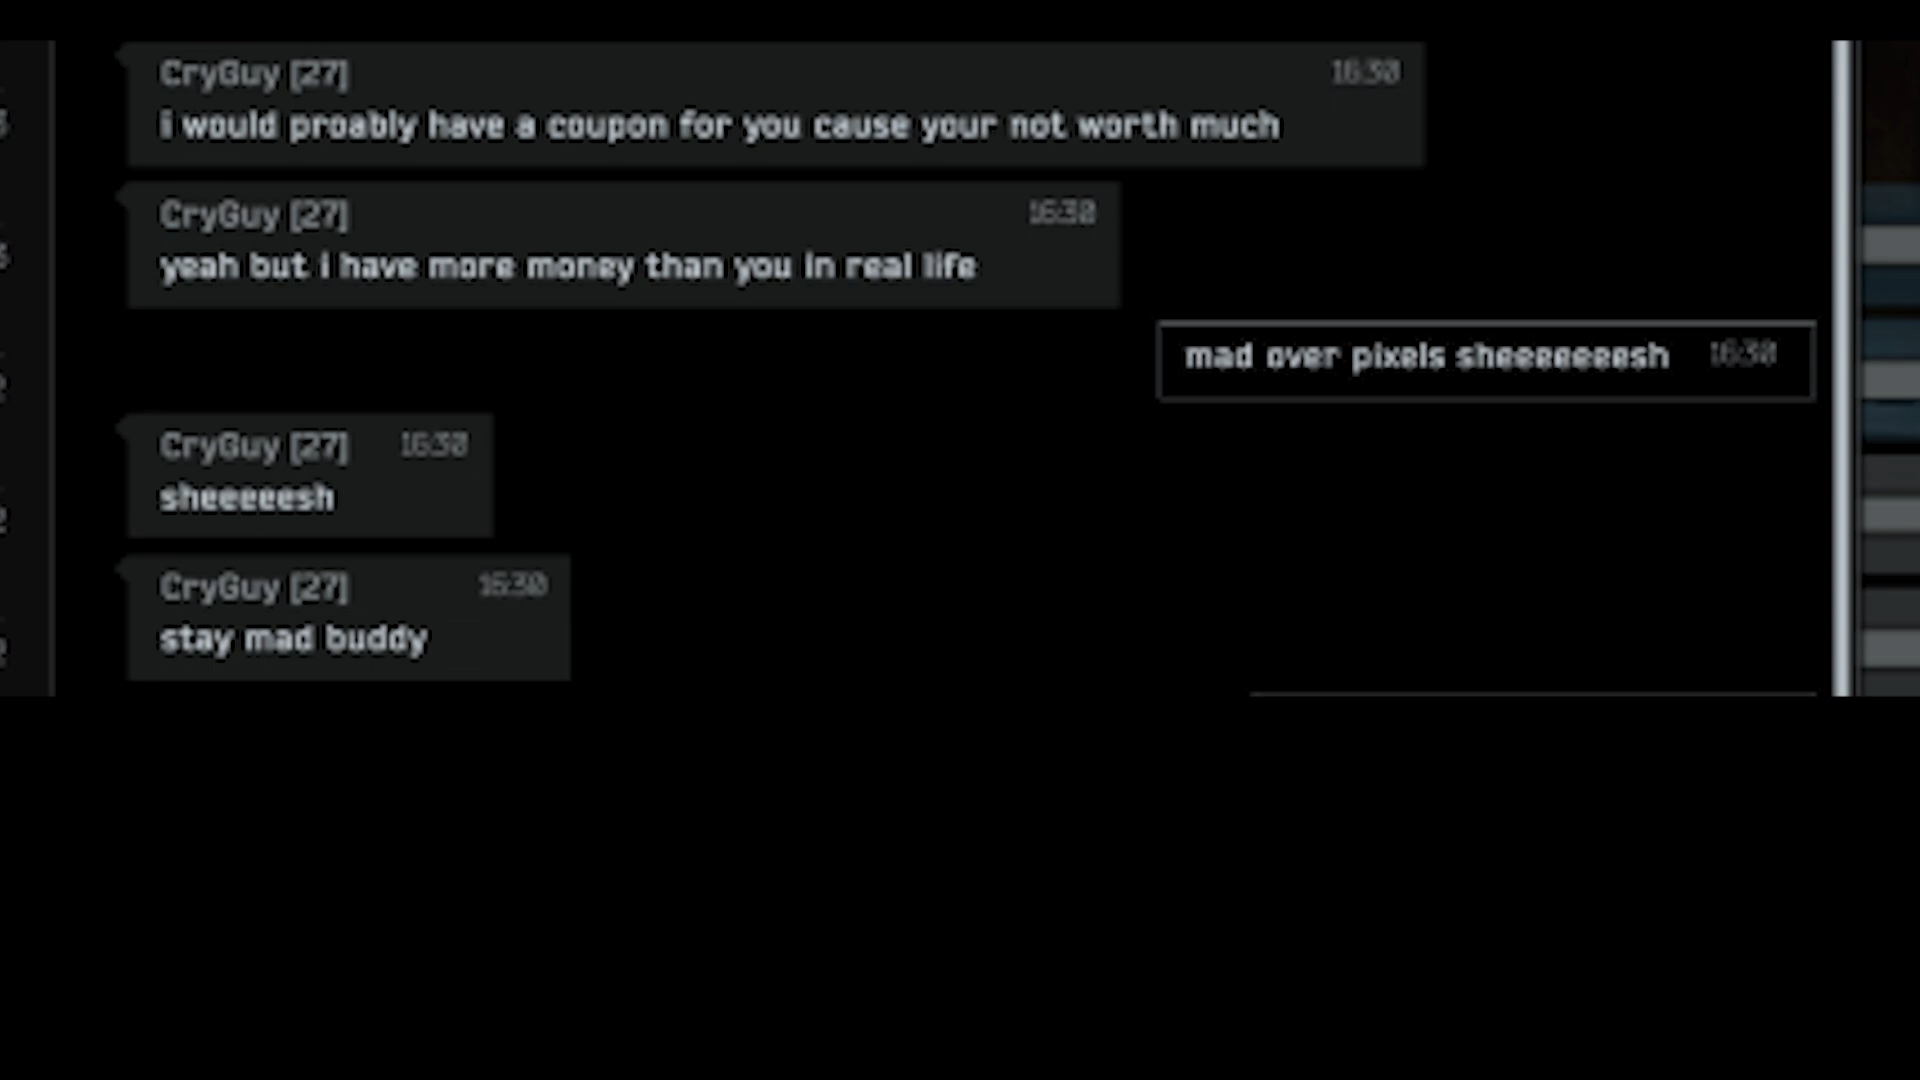 CryGuy [27] 16:30
i would proably have a coupon for you cause your not worth much
CryGuy [27] 16:30
yeah but i have more money than you in real life
mad over pixels sheeeeeeesh 16:30
CryGuy [27] 16:30
sheeeeesh
CryGuy [27] 16:30
stay mad buddy